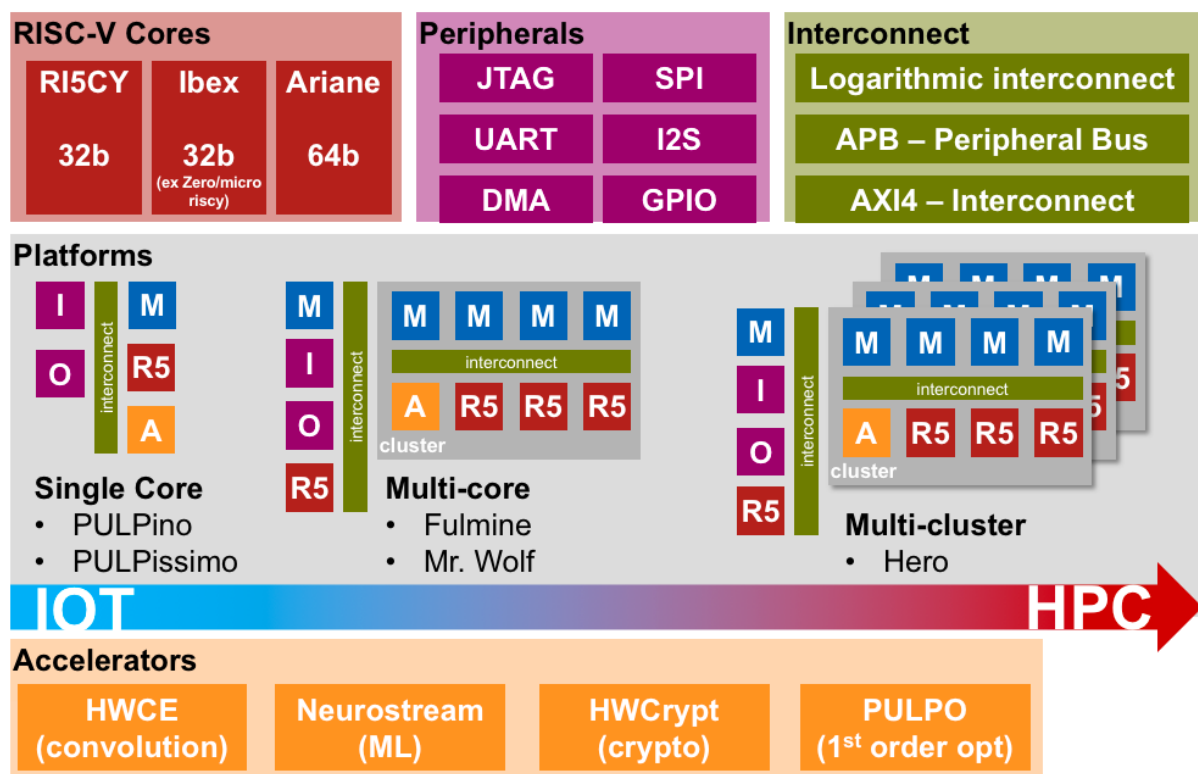 RISC-V Cores
RI5CY
32b
Ibex
32b
(ex Zero/micro
riscy)
Ariane
64b
Peripherals
JTAG
SPI
UART
I2S
DMA
GPIO
Interconnect
Logarithmic interconnect
APB – Peripheral Bus
AXI4 – Interconnect
Platforms
I
O
interconnect
M
R5
A
Single Core
• PULPino
• PULPissimo
M
I
O
R5
interconnect
M M M M
interconnect
A R5 R5 R5
cluster
Multi-core
• Fulmine
• Mr. Wolf
M
I
O
R5
interconnect
M M M M
M M M M
M M M M
interconnect
A R5 R5 R5
5
5
cluster
Multi-cluster
• Hero
IOT
HPC
Accelerators
HWCE
(convolution)
Neurostream
(ML)
HWCrypt
(crypto)
PULPO
(1st order opt)